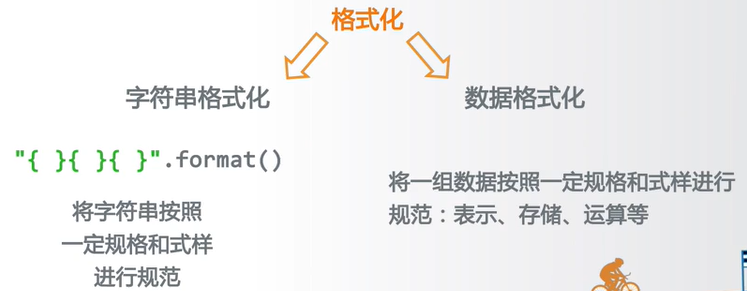 格式化
字符串格式化
数据格式化
"{ }{ }{ }".format()
将字符串按照
一定规格和式样
进行规范
将一组数据按照一定规格和式样进行
规范：表示、存储、运算等